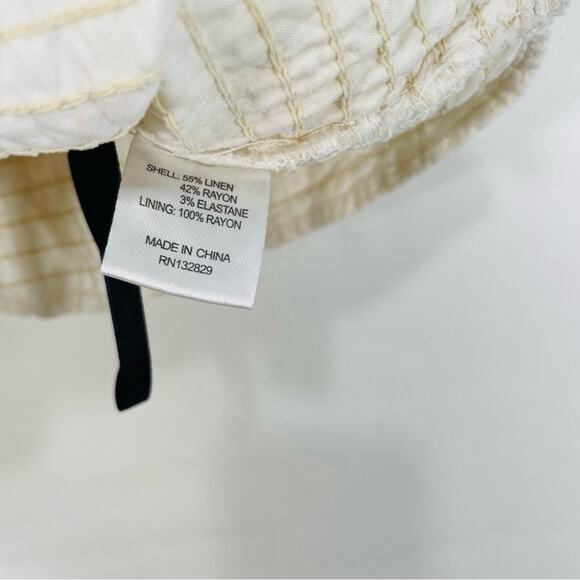 SHELL: 55% LINEN
42% RAYON
3% ELASTANE
LINING: 100% RAYON
MADE IN CHINA
RN132829